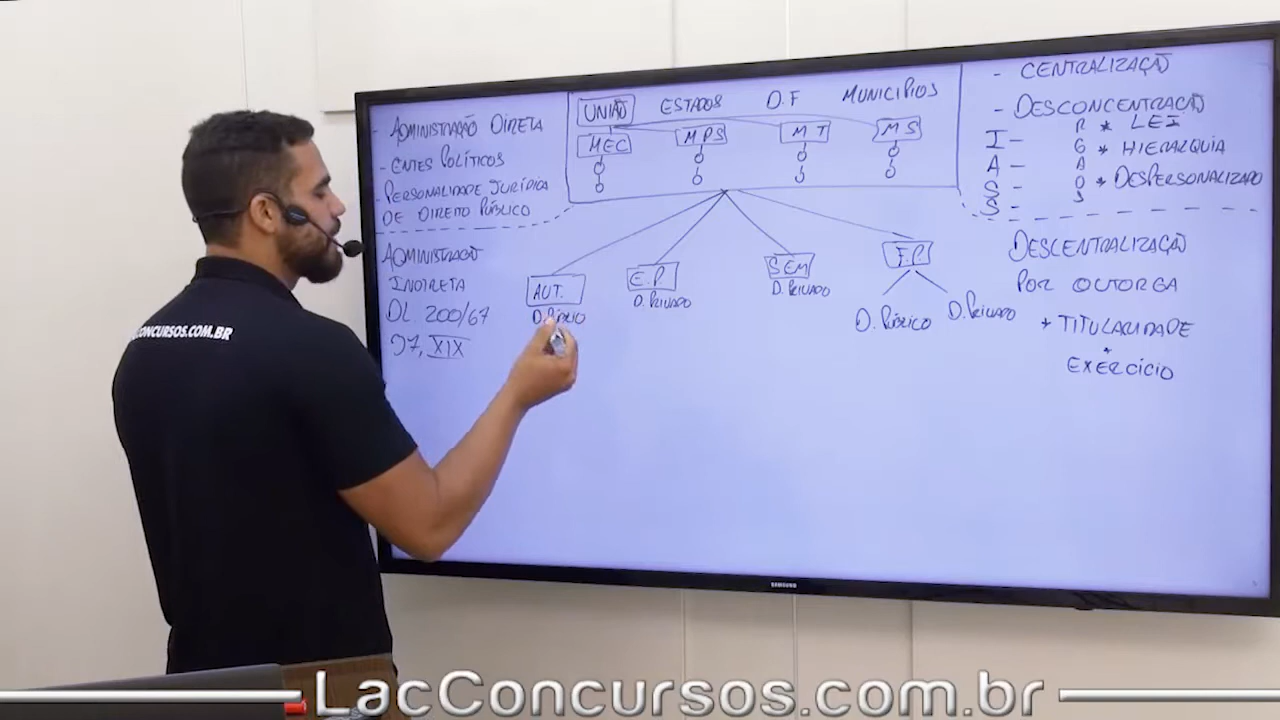 - ADMINISTRAÇÃO DIRETA
- ENTES POLÍTICOS
- PERSONALIDADE JURÍDICA
DE DIREITO PÚBLICO
UNIÃO ESTADOS D.F MUNICÍPIOS
MEC MPS MT MS
- CENTRALIZAÇÃO
- DESCONCENTRAÇÃO
I - R * LEI
A - G * HIERARQUIA
S - A * DESPERSONALIZADO
S - O
S
ADMINISTRAÇÃO
INDIRETA
DL. 200/67
37, XIX
AUT.
D. PÚBLICO
E.P
D. PRIVADO
SEM
D. PRIVADO
F.P
D. PÚBLICO
D. PRIVADO
DESCENTRALIZAÇÃO
POR OUTORGA
* TITULARIDADE
*
EXERCÍCIO
CONCURSOS.COM.BR
SAMSUNG
LacConcursos.com.br